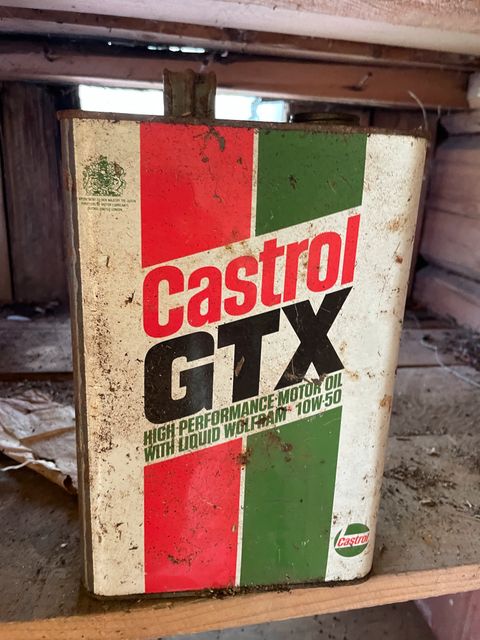 Castrol
GTX
HIGH PERFORMANCE MOTOR OIL
WITH LIQUID WOLFRAM 10W-50
Castrol